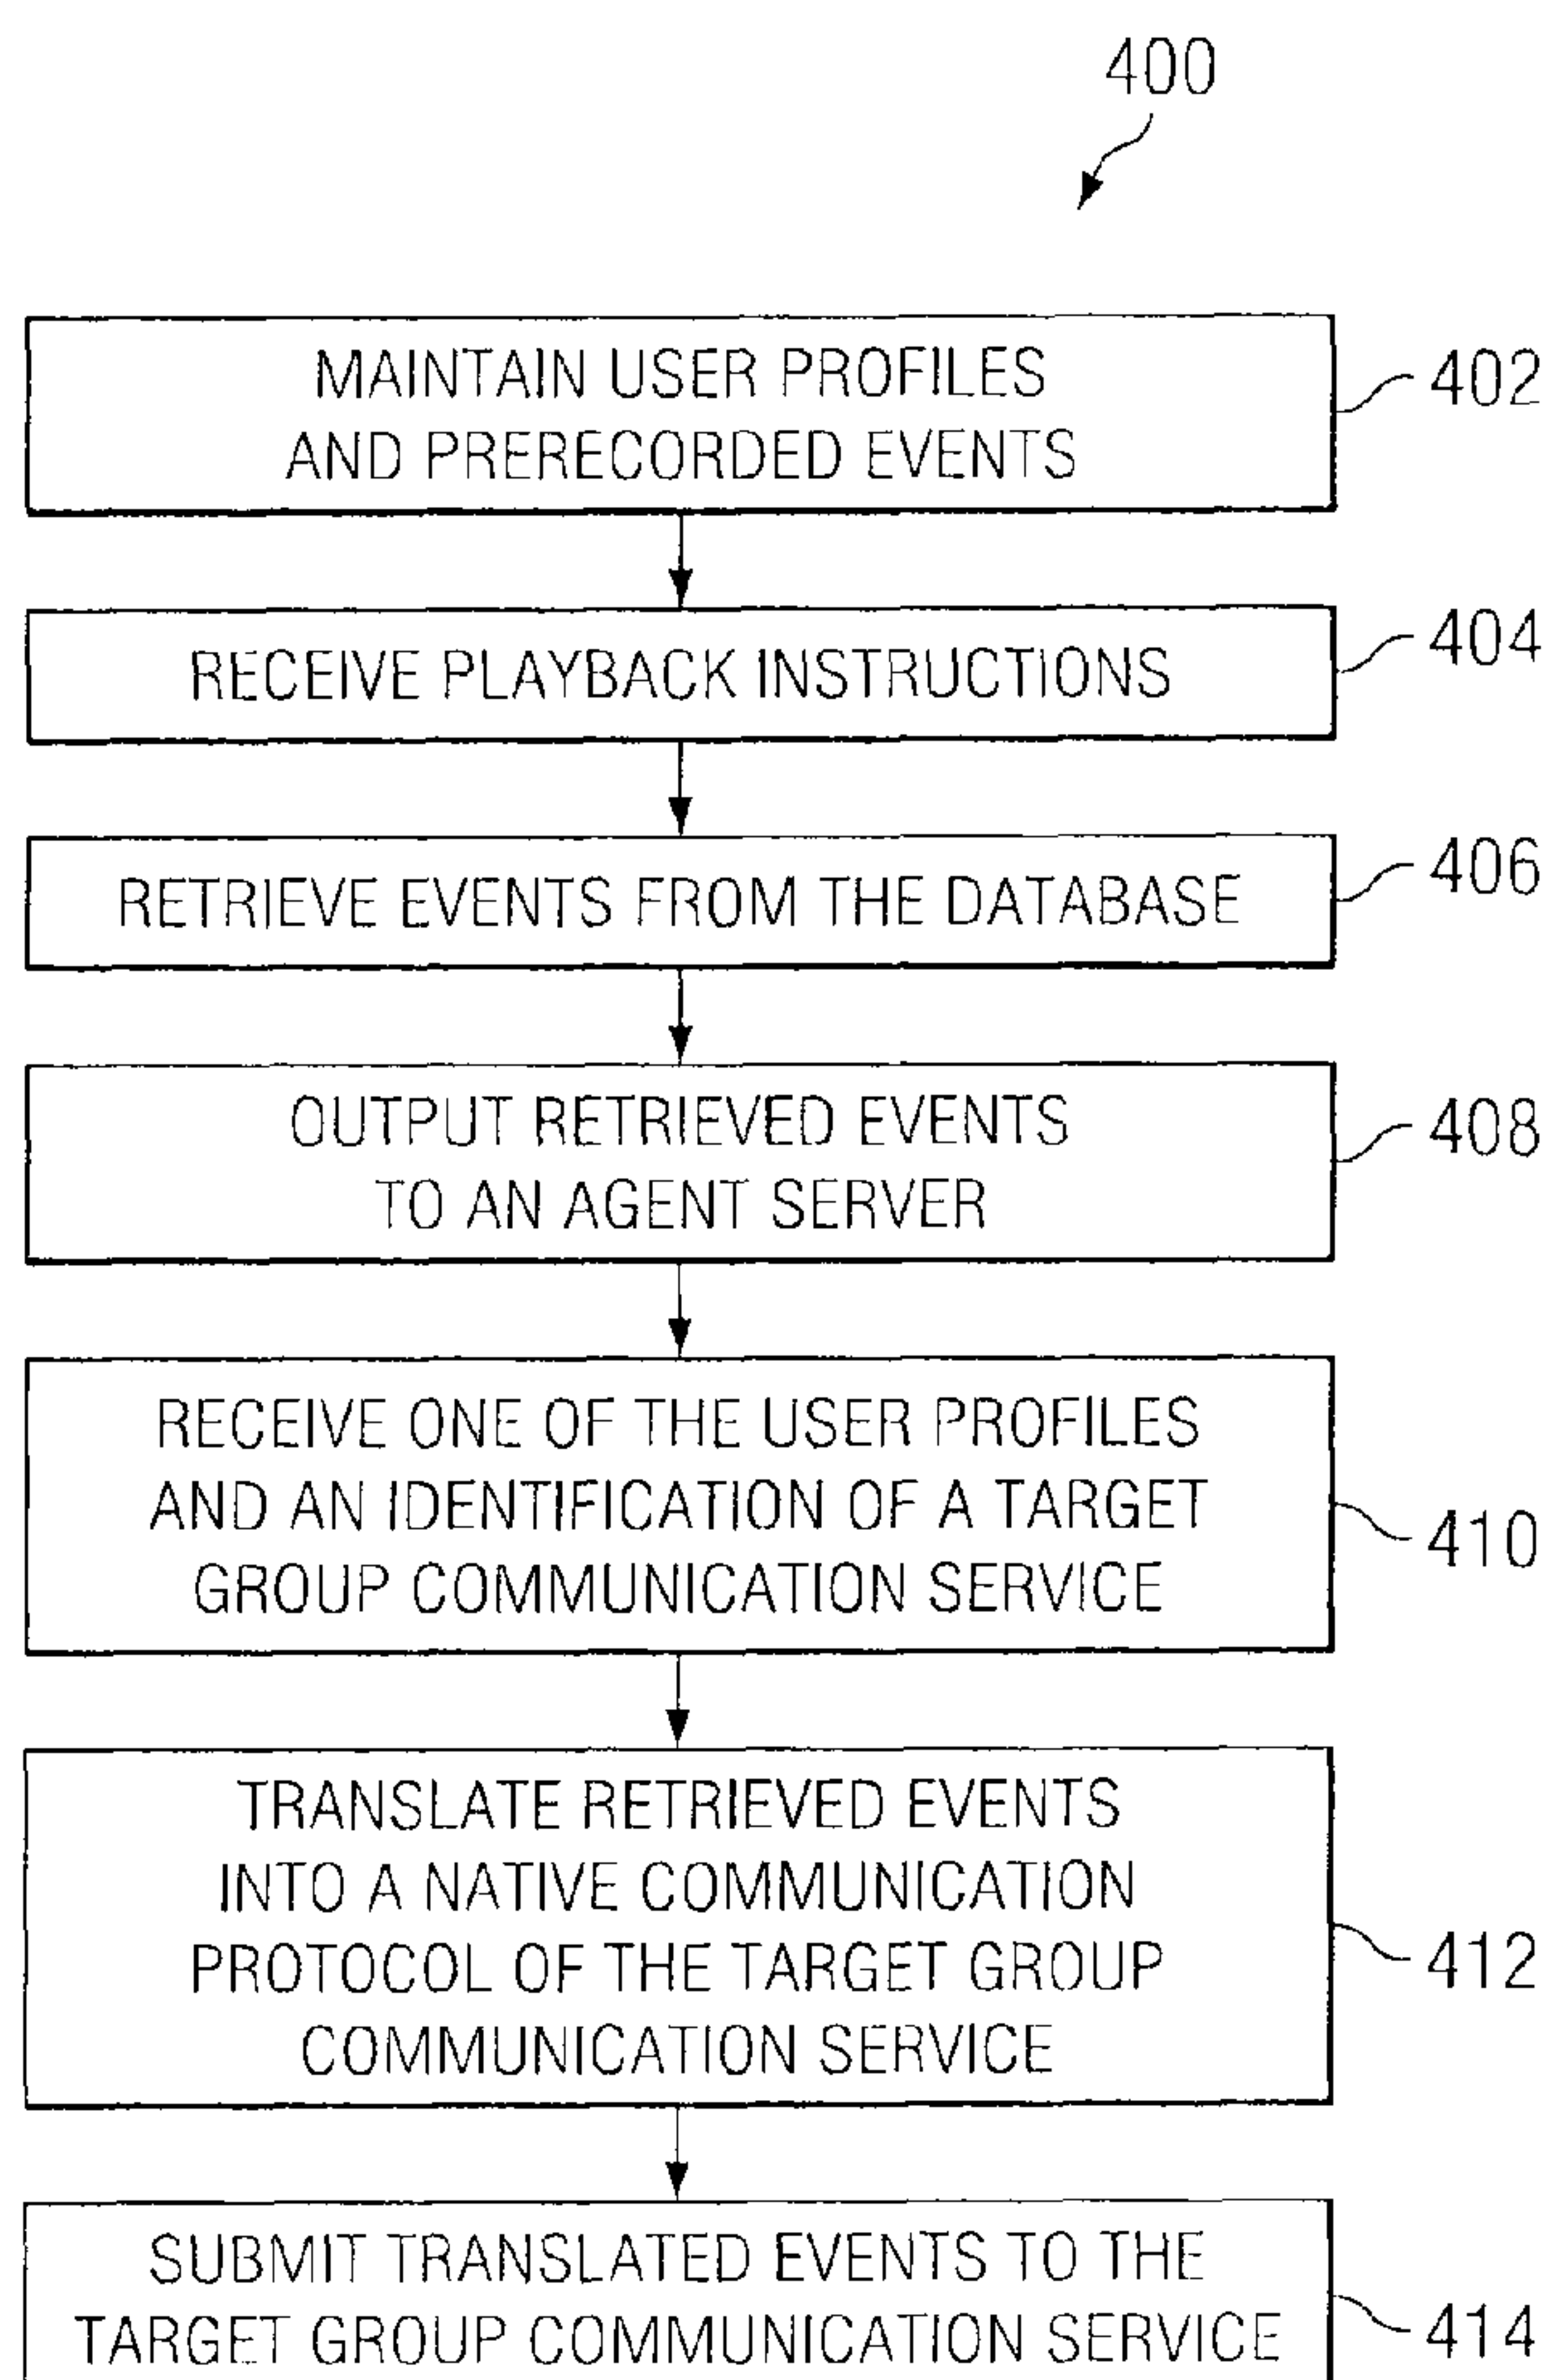 400
MAINTAIN USER PROFILES
AND PRERECORDED EVENTS
402
RECEIVE PLAYBACK INSTRUCTIONS
404
RETRIEVE EVENTS FROM THE DATABASE
406
OUTPUT RETRIEVED EVENTS
TO AN AGENT SERVER
408
RECEIVE ONE OF THE USER PROFILES
AND AN IDENTIFICATION OF A TARGET
GROUP COMMUNICATION SERVICE
410
TRANSLATE RETRIEVED EVENTS
INTO A NATIVE COMMUNICATION
PROTOCOL OF THE TARGET GROUP
COMMUNICATION SERVICE
412
SUBMIT TRANSLATED EVENTS TO THE
TARGET GROUP COMMUNICATION SERVICE
414